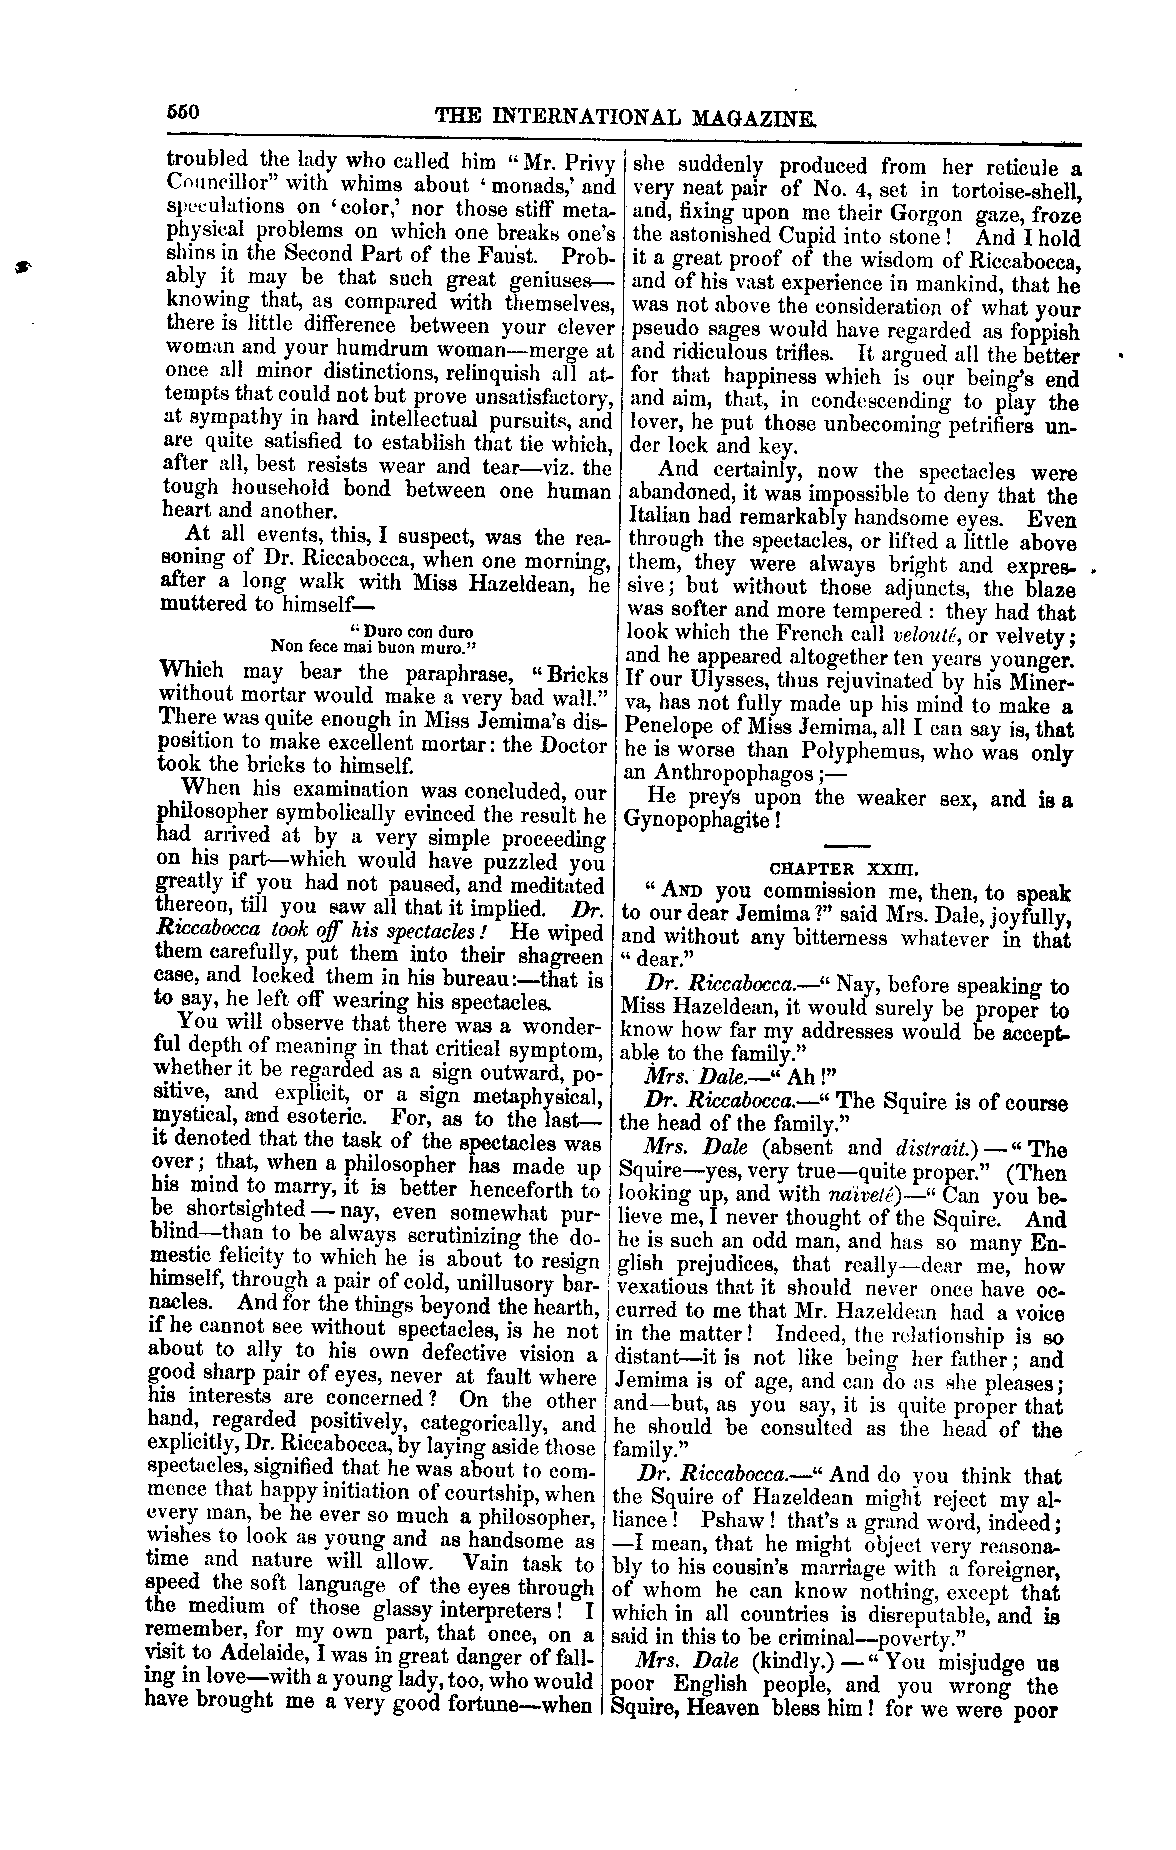 550 THE INTERNATIONAL MAGAZINE.
troubled the lady who called him “Mr. Privy
Councillor” with whims about ‘monads,’ and
speculations on ‘color,’ nor those stiff meta-
physical problems on which one breaks one's
shins in the Second Part of the Faust. Prob-
ably it may be that such great geniuses—
knowing that, as compared with themselves,
there is little difference between your clever
woman and your humdrum woman—merge at
once all minor distinctions, relinquish all at-
tempts that could not but prove unsatisfactory,
at sympathy in hard intellectual pursuits, and
are quite satisfied to establish that tie which,
after all, best resists wear and tear—viz. the
tough household bond between one human
heart and another.
At all events, this, I suspect, was the rea-
soning of Dr. Riccabocca, when one morning,
after a long walk with Miss Hazeldean, he
muttered to himself—
“Duro con duro
Non fece mai buon muro.”
Which may bear the paraphrase, “Bricks
without mortar would make a very bad wall.”
There was quite enough in Miss Jemima's dis-
position to make excellent mortar: the Doctor
took the bricks to himself.
When his examination was concluded, our
philosopher symbolically evinced the result he
had arrived at by a very simple proceeding
on his part—which would have puzzled you
greatly if you had not paused, and meditated
thereon, till you saw all that it implied. Dr.
Riccabocca took off his spectacles! He wiped
them carefully, put them into their shagreen
case, and locked them in his bureau:—that is
to say, he left off wearing his spectacles.
You will observe that there was a wonder-
ful depth of meaning in that critical symptom,
whether it be regarded as a sign outward, po-
sitive, and explicit, or a sign metaphysical,
mystical, and esoteric. For, as to the last—
it denoted that the task of the spectacles was
over; that, when a philosopher has made up
his mind to marry, it is better henceforth to
be shortsighted—nay, even somewhat pur-
blind—than to be always scrutinizing the do-
mestic felicity to which he is about to resign
himself, through a pair of cold, unillusory bar-
nacles. And for the things beyond the hearth,
if he cannot see without spectacles, is he not
about to ally to his own defective vision a
good sharp pair of eyes, never at fault where
his interests are concerned? On the other
hand, regarded positively, categorically, and
explicitly, Dr. Riccabocca, by laying aside those
spectacles, signified that he was about to com-
mence that happy initiation of courtship, when
every man, be he ever so much a philosopher,
wishes to look as young and as handsome as
time and nature will allow. Vain task to
speed the soft language of the eyes through
the medium of those glassy interpreters! I
remember, for my own part, that once, on a
visit to Adelaide, I was in great danger of fall-
ing in love—with a young lady, too, who would
have brought me a very good fortune—when
she suddenly produced from her reticule a
very neat pair of No. 4, set in tortoise-shell,
and, fixing upon me their Gorgon gaze, froze
the astonished Cupid into stone! And I hold
it a great proof of the wisdom of Riccabocca,
and of his vast experience in mankind, that he
was not above the consideration of what your
pseudo sages would have regarded as foppish
and ridiculous trifles. It argued all the better
for that happiness which is our being's end
and aim, that, in condescending to play the
lover, he put those unbecoming petrifiers un-
der lock and key.
And certainly, now the spectacles were
abandoned, it was impossible to deny that the
Italian had remarkably handsome eyes. Even
through the spectacles, or lifted a little above
them, they were always bright and expres-
sive; but without those adjuncts, the blaze
was softer and more tempered: they had that
look which the French call velouté, or velvety;
and he appeared altogether ten years younger.
If our Ulysses, thus rejuvinated by his Miner-
va, has not fully made up his mind to make a
Penelope of Miss Jemima, all I can say is, that
he is worse than Polyphemus, who was only
an Anthropophagos;—
He preys upon the weaker sex, and is a
Gynopophagite!
CHAPTER XXIII.
“AND you commission me, then, to speak
to our dear Jemima?” said Mrs. Dale, joyfully,
and without any bitterness whatever in that
“dear.”
Dr. Riccabocca.—“Nay, before speaking to
Miss Hazeldean, it would surely be proper to
know how far my addresses would be accept-
able to the family.”
Mrs. Dale.—“Ah!”
Dr. Riccabocca.—“The Squire is of course
the head of the family.”
Mrs. Dale (absent and distrait.)—“The
Squire—yes, very true—quite proper.” (Then
looking up, and with naïveté)—“Can you be-
lieve me, I never thought of the Squire. And
he is such an odd man, and has so many En-
glish prejudices, that really—dear me, how
vexatious that it should never once have oc-
curred to me that Mr. Hazeldean had a voice
in the matter! Indeed, the relationship is so
distant—it is not like being her father; and
Jemima is of age, and can do as she pleases;
and—but, as you say, it is quite proper that
he should be consulted as the head of the
family.”
Dr. Riccabocca.—“And do you think that
the Squire of Hazeldean might reject my al-
liance! Pshaw! that's a grand word, indeed;
—I mean, that he might object very reasona-
bly to his cousin's marriage with a foreigner,
of whom he can know nothing, except that
which in all countries is disreputable, and is
said in this to be criminal—poverty.”
Mrs. Dale (kindly.)—“You misjudge us
poor English people, and you wrong the
Squire, Heaven bless him! for we were poor